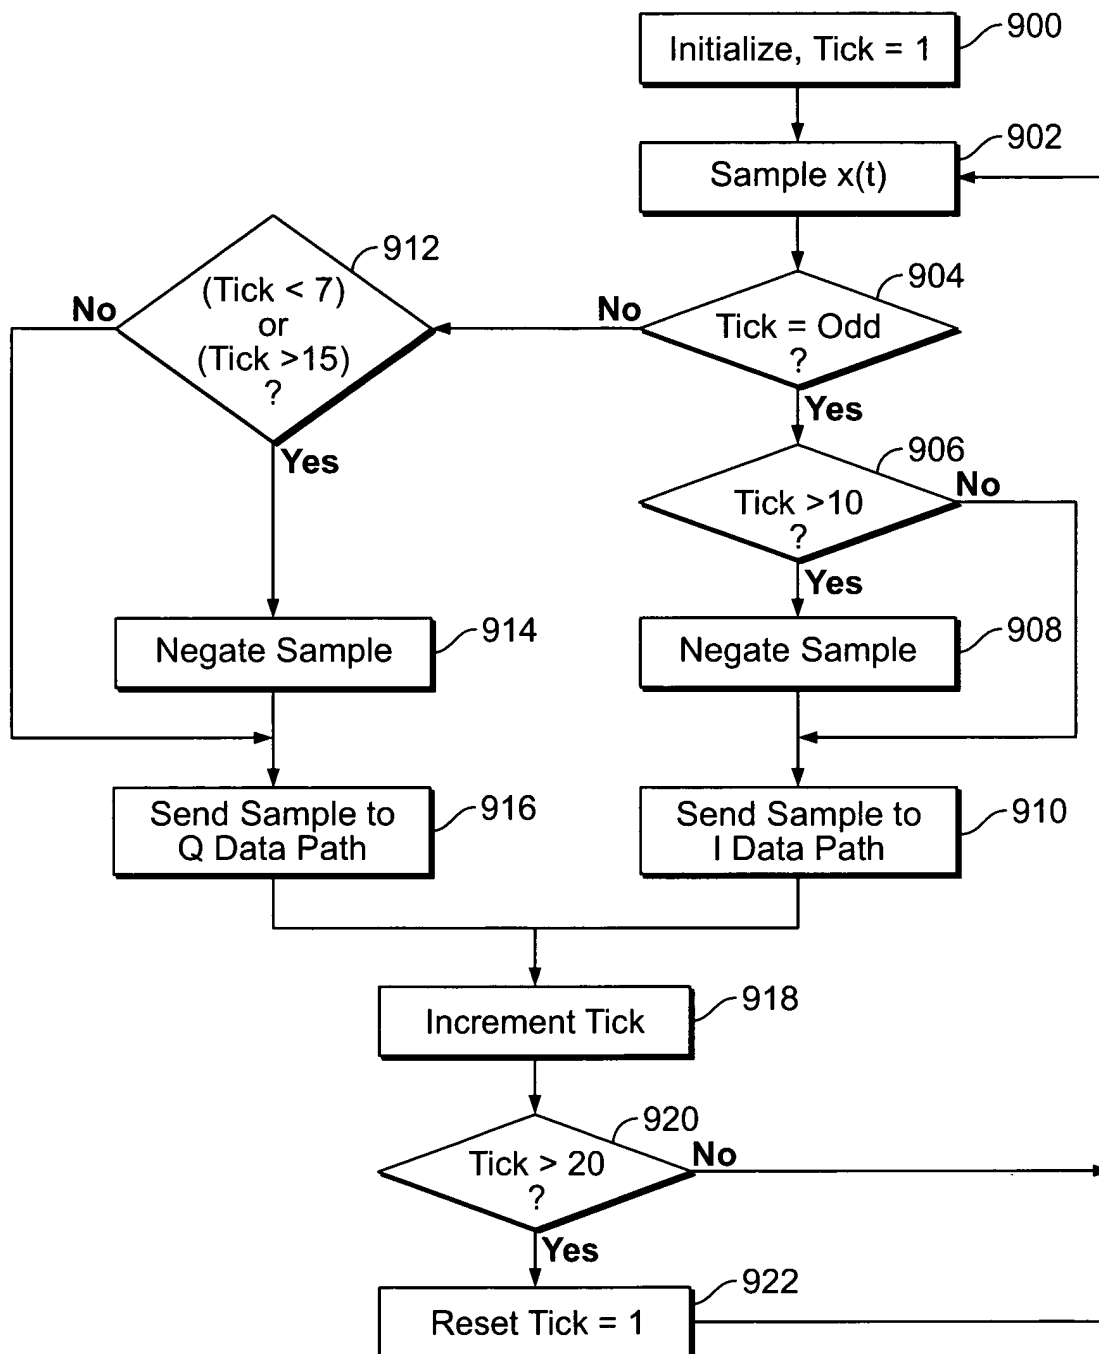 Initialize, Tick = 1
900
Sample x(t)
902
(Tick < 7)
or
(Tick >15)
?
912
No
Yes
Tick = Odd
?
904
No
Yes
Tick >10
?
906
No
Yes
Negate Sample
914
Negate Sample
908
Send Sample to
Q Data Path
916
Send Sample to
I Data Path
910
Increment Tick
918
Tick > 20
?
920
No
Yes
Reset Tick = 1
922